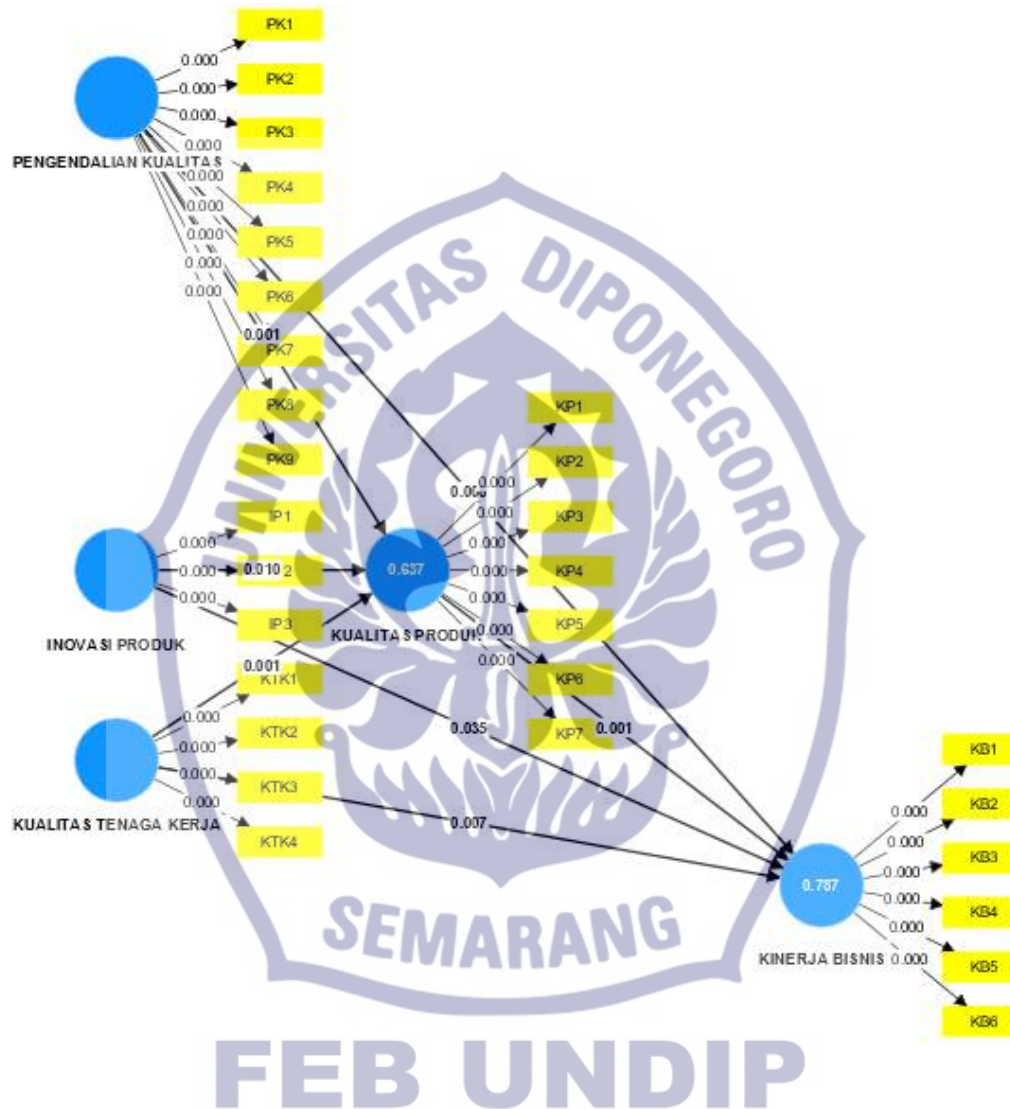 PK1
0.000
PK2
0.000
0.000
PK3
0.000
PENGENDALIAN KUALITAS
0.000
PK4
0.000
0.000
PK5
0.000
0.000
PK6
0.001
PK7
PK8
PK9
UNIVERSITAS DIPONEGORO
KP1
KP2
0.000
0.000
KP3
0.000
IP1
0.000
0.000
0.010
0.637
0.000
KP4
0.000
IP3
0.000
KP5
INOVASI PRODUK
KUALITAS PRODUK
0.000
0.000
KP6
0.001
KTK1
0.000
0.035
0.001
KP7
KTK2
0.000
0.000
KTK3
0.000
KUALITAS TENAGA KERJA
0.007
KTK4
KB1
0.000
KB2
0.000
KB3
0.000
0.787
0.000
KB4
0.000
KINERJA BISNIS
0.000
KB5
KB6
SEMARANG
FEB UNDIP